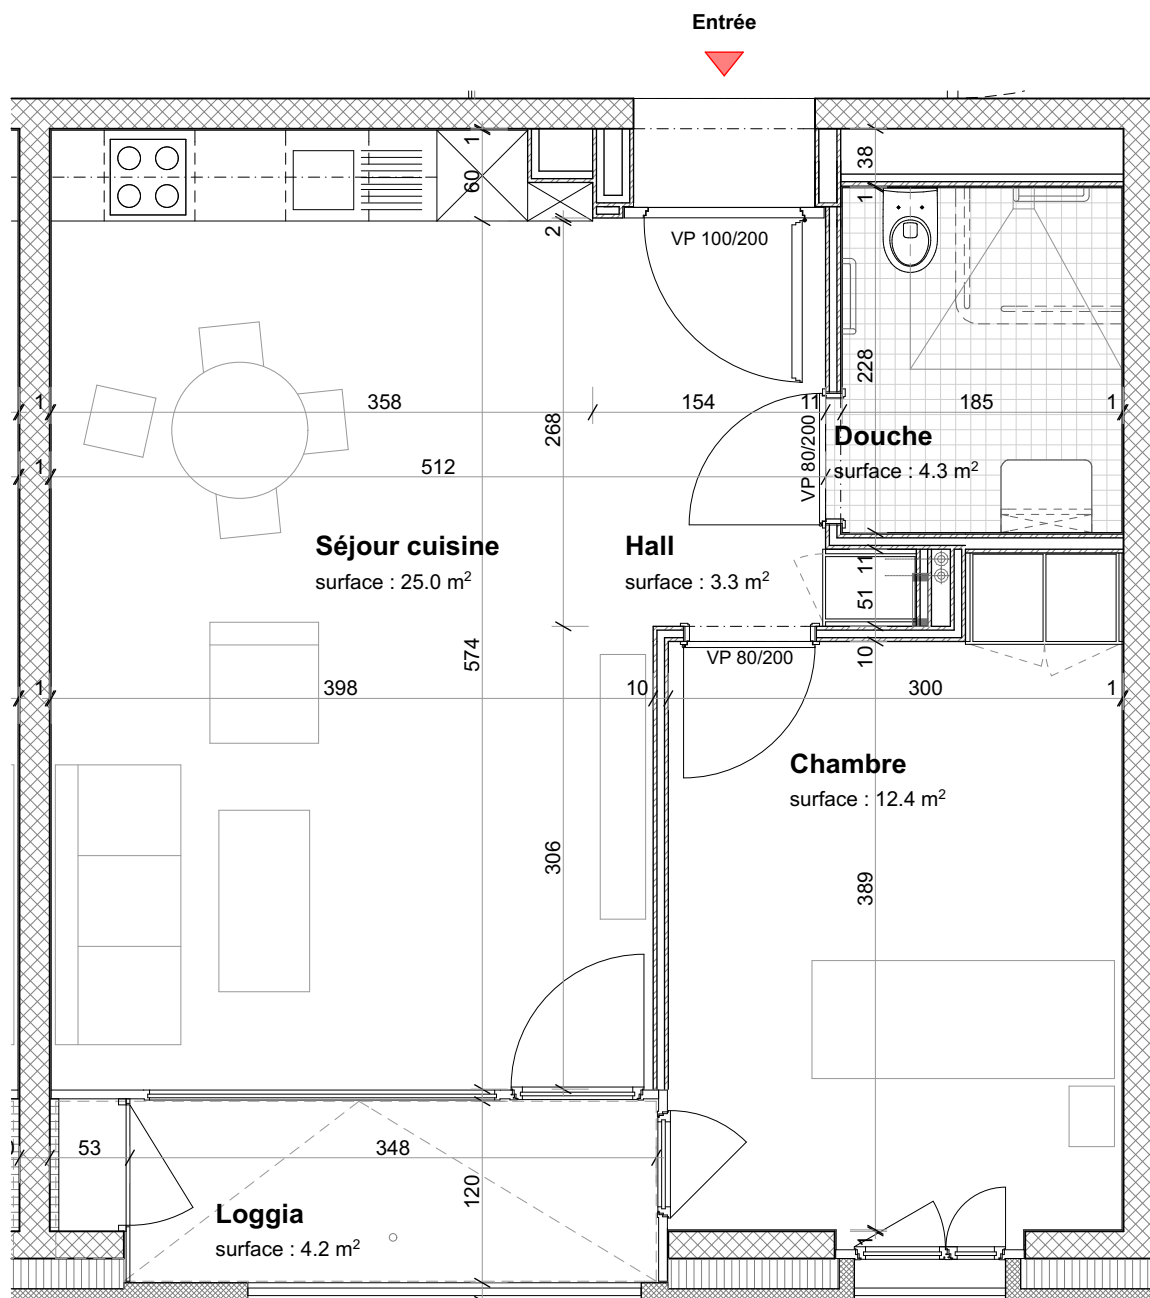 Entrée
1
60
2
VP 100/200
38
1
228
1
358
154
11
185
1
268
VP 80/200
Douche
surface : 4.3 m²
1
512
Séjour cuisine
surface : 25.0 m²
Hall
surface : 3.3 m²
11
51
10
574
VP 80/200
1
398
10
300
1
Chambre
surface : 12.4 m²
306
389
53
348
120
Loggia
surface : 4.2 m²
1